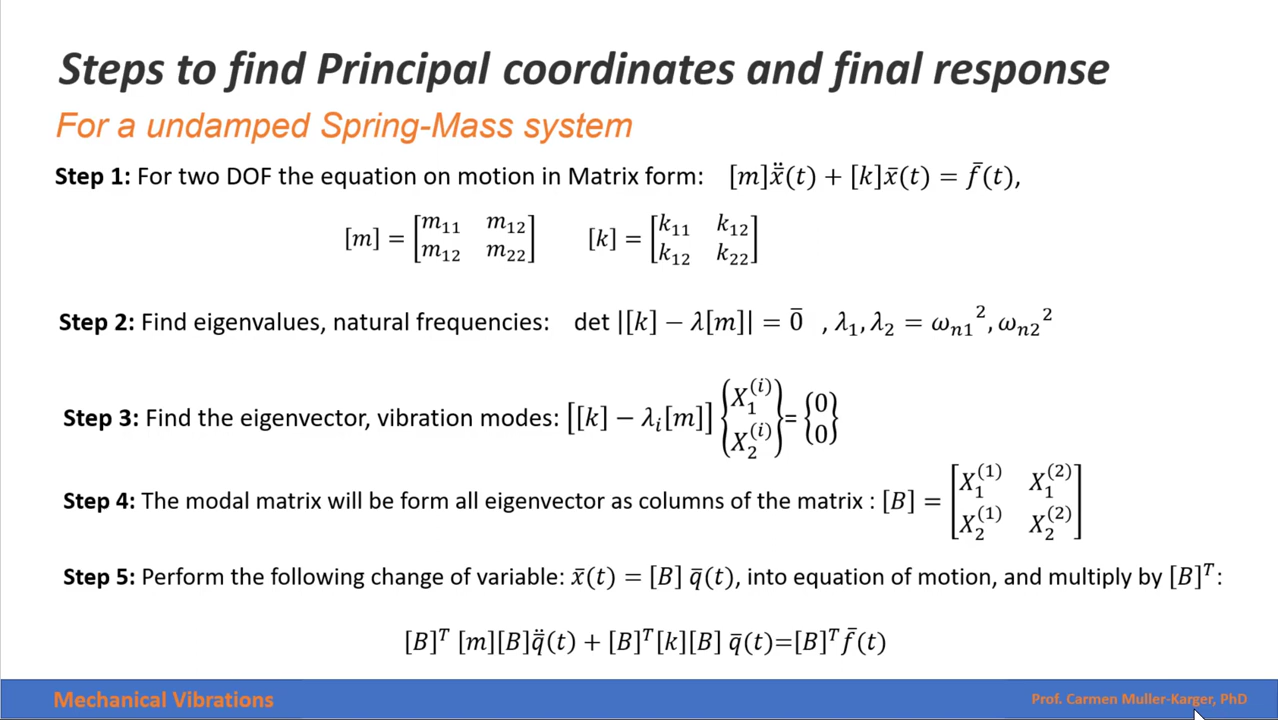 Steps to find Principal coordinates and final response
For a undamped Spring-Mass system
Step 1: For two DOF the equation on motion in Matrix form: [m]ẍ̄(t) + [k]x̄(t) = f̄(t),
[m] = [m₁₁ m₁₂; m₁₂ m₂₂] [k] = [k₁₁ k₁₂; k₁₂ k₂₂]
Step 2: Find eigenvalues, natural frequencies: det |[k] − λ[m]| = 0̄ , λ₁, λ₂ = ωₙ₁², ωₙ₂²
Step 3: Find the eigenvector, vibration modes: [[k] − λᵢ[m]] {X₁⁽ⁱ⁾; X₂⁽ⁱ⁾} = {0; 0}
Step 4: The modal matrix will be form all eigenvector as columns of the matrix : [B] = [X₁⁽¹⁾ X₁⁽²⁾; X₂⁽¹⁾ X₂⁽²⁾]
Step 5: Perform the following change of variable: x̄(t) = [B] q̄(t), into equation of motion, and multiply by [B]ᵀ:
[B]ᵀ [m][B]q̄̈(t) + [B]ᵀ[k][B] q̄(t)=[B]ᵀf̄(t)
Mechanical Vibrations
Prof. Carmen Muller-Karger, PhD